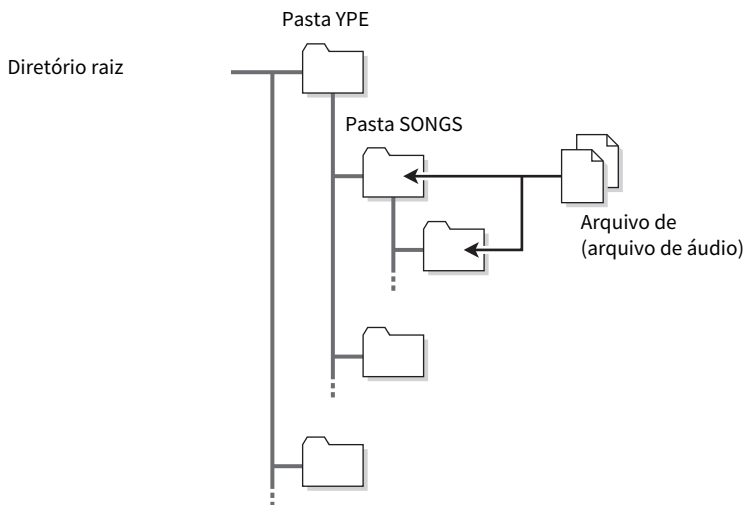 Pasta YPE
Diretório raiz
Pasta SONGS
Arquivo de
(arquivo de áudio)